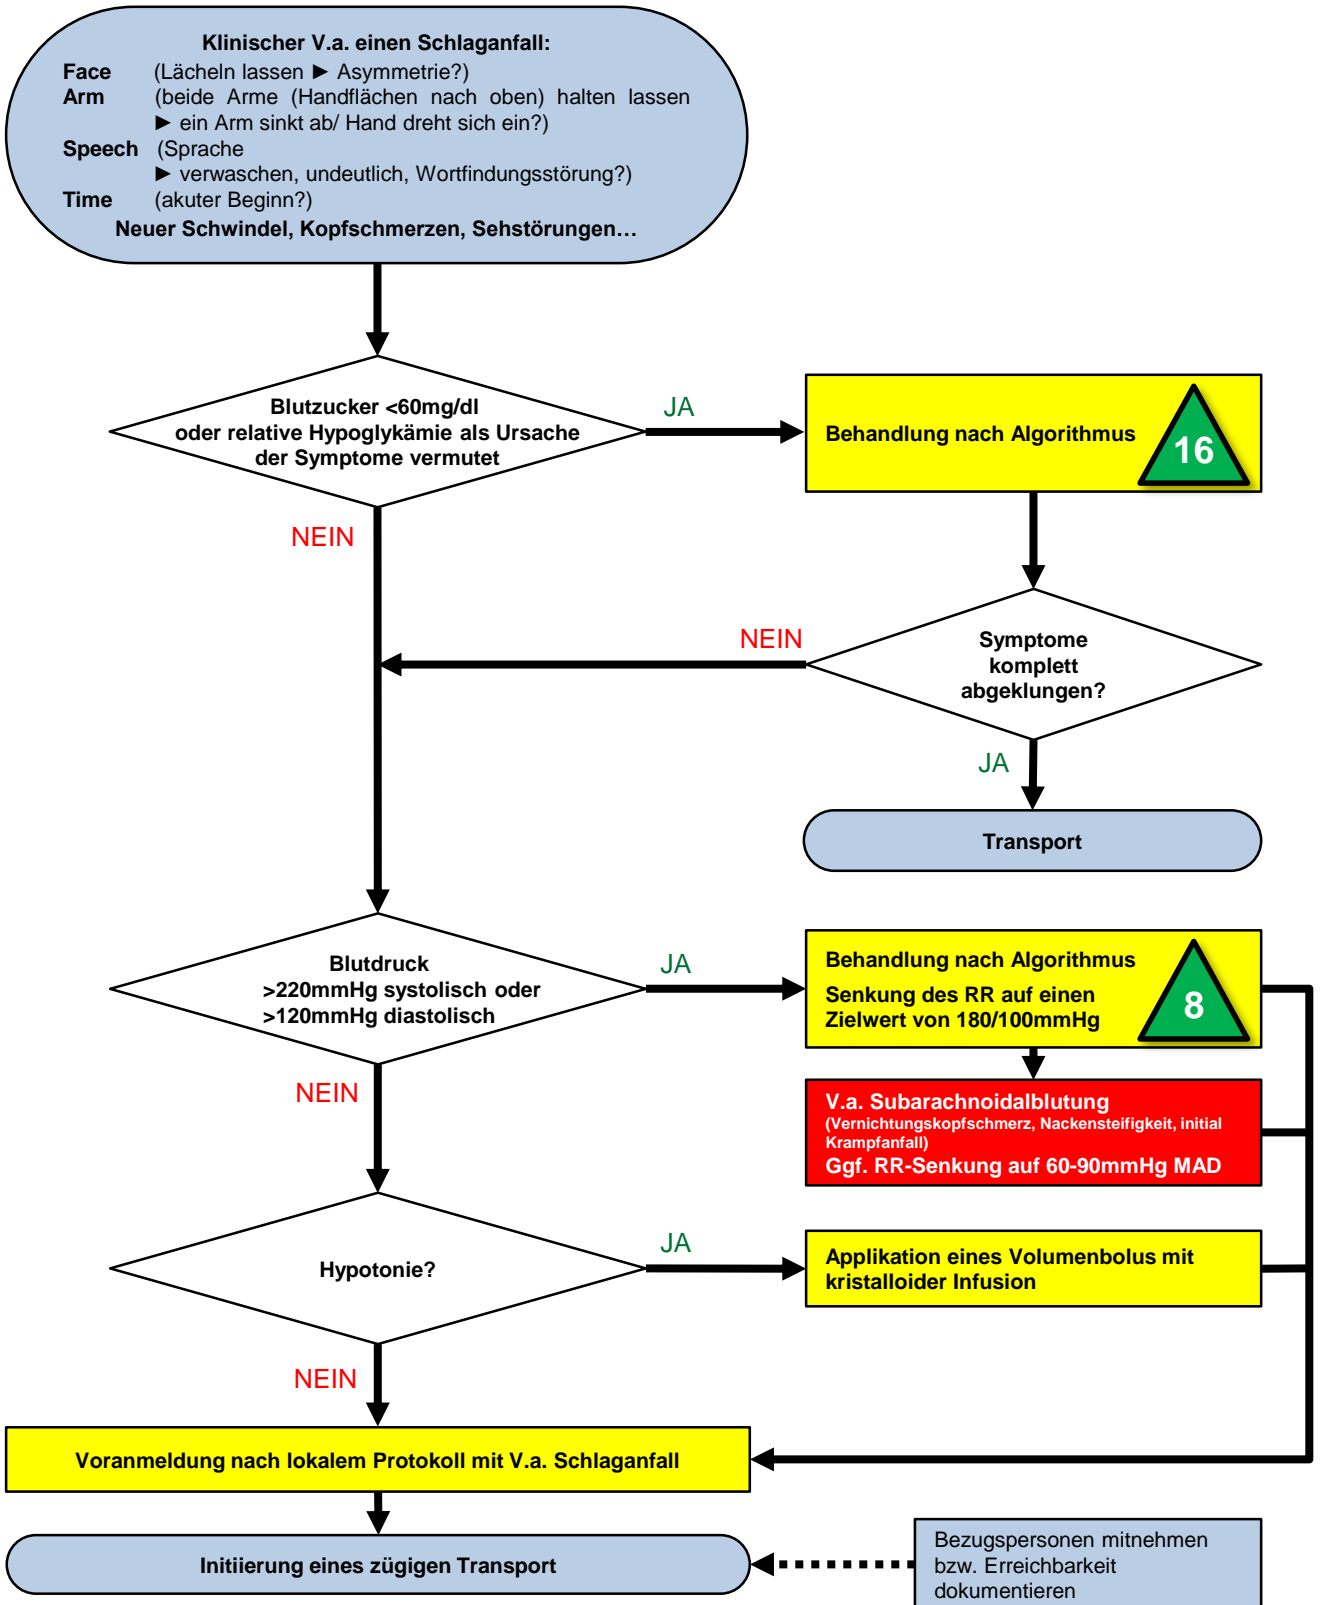 Klinischer V.a. einen Schlaganfall:
Face (Lächeln lassen ► Asymmetrie?)
Arm (beide Arme (Handflächen nach oben) halten lassen
► ein Arm sinkt ab/ Hand dreht sich ein?)
Speech (Sprache
► verwaschen, undeutlich, Wortfindungsstörung?)
Time (akuter Beginn?)
Neuer Schwindel, Kopfschmerzen, Sehstörungen…
Blutzucker <60mg/dl
oder relative Hypoglykämie als Ursache
der Symptome vermutet
JA
Behandlung nach Algorithmus
16
NEIN
NEIN
Symptome
komplett
abgeklungen?
JA
Transport
Blutdruck
>220mmHg systolisch oder
>120mmHg diastolisch
JA
Behandlung nach Algorithmus
Senkung des RR auf einen
Zielwert von 180/100mmHg
8
NEIN
V.a. Subarachnoidalblutung
(Vernichtungskopfschmerz, Nackensteifigkeit, initial
Krampfanfall)
Ggf. RR-Senkung auf 60-90mmHg MAD
Hypotonie?
JA
Applikation eines Volumenbolus mit
kristalloider Infusion
NEIN
Voranmeldung nach lokalem Protokoll mit V.a. Schlaganfall
Initiierung eines zügigen Transport
Bezugspersonen mitnehmen
bzw. Erreichbarkeit
dokumentieren